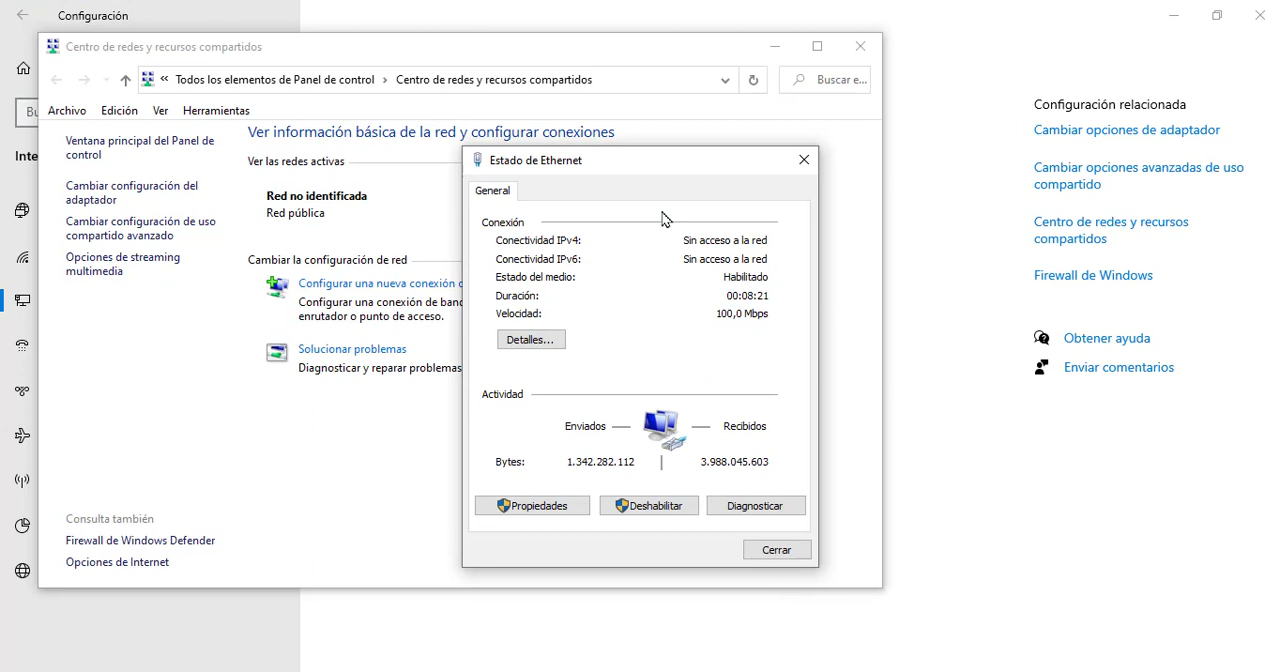 Configuración
Centro de redes y recursos compartidos
« Todos los elementos de Panel de control › Centro de redes y recursos compartidos
Buscar e...
Archivo Edición Ver Herramientas
Bu
Inte
Ventana principal del Panel de
control
Cambiar configuración del
adaptador
Cambiar configuración de uso
compartido avanzado
Opciones de streaming
multimedia
Consulta también
Firewall de Windows Defender
Opciones de Internet
Ver información básica de la red y configurar conexiones
Ver las redes activas
Red no identificada
Red pública
Cambiar la configuración de red
Configurar una nueva conexión o
Configurar una conexión de ban
enrutador o punto de acceso.
Solucionar problemas
Diagnosticar y reparar problemas
Estado de Ethernet
General
Conexión
Conectividad IPv4: Sin acceso a la red
Conectividad IPv6: Sin acceso a la red
Estado del medio: Habilitado
Duración: 00:08:21
Velocidad: 100,0 Mbps
Detalles...
Actividad
Enviados — — Recibidos
Bytes: 1.342.282.112 | 3.988.045.603
Propiedades Deshabilitar Diagnosticar
Cerrar
Configuración relacionada
Cambiar opciones de adaptador
Cambiar opciones avanzadas de uso
compartido
Centro de redes y recursos
compartidos
Firewall de Windows
Obtener ayuda
Enviar comentarios